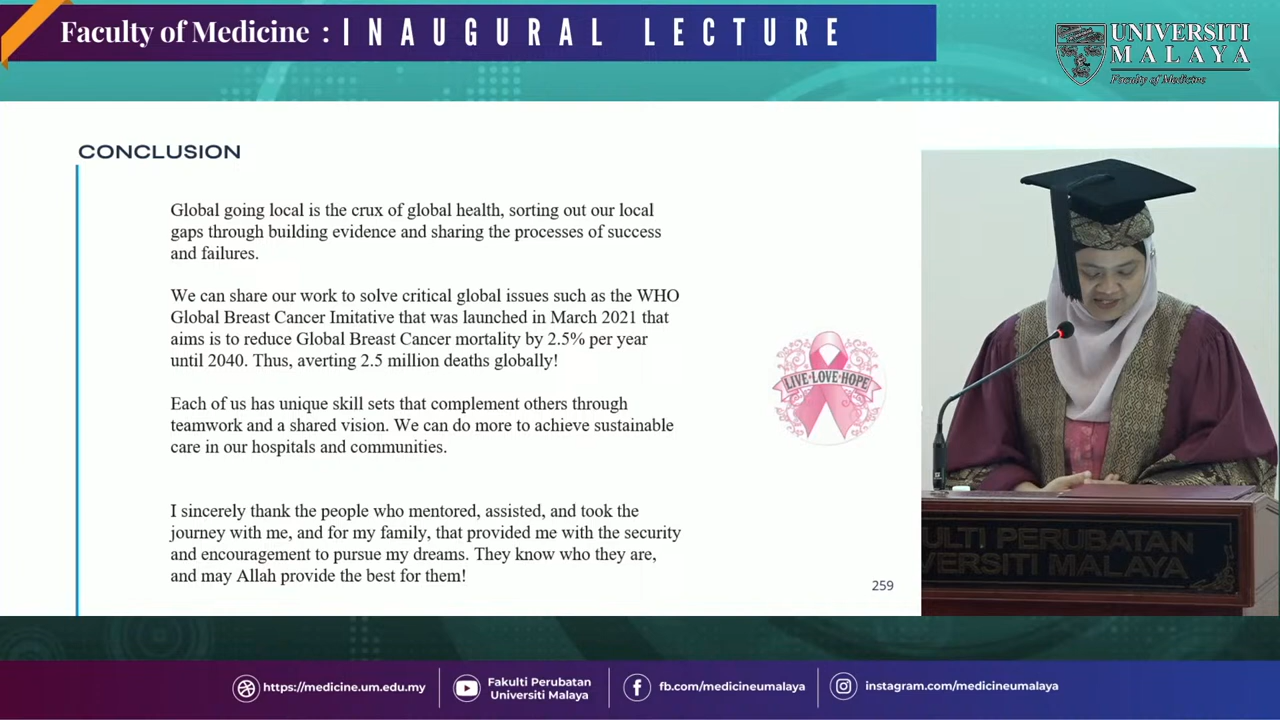 Faculty of Medicine : INAUGURAL LECTURE
UNIVERSITI
MALAYA
Faculty of Medicine
CONCLUSION
Global going local is the crux of global health, sorting out our local
gaps through building evidence and sharing the processes of success
and failures.
We can share our work to solve critical global issues such as the WHO
Global Breast Cancer Imitative that was launched in March 2021 that
aims is to reduce Global Breast Cancer mortality by 2.5% per year
until 2040. Thus, averting 2.5 million deaths globally!
Each of us has unique skill sets that complement others through
teamwork and a shared vision. We can do more to achieve sustainable
care in our hospitals and communities.
I sincerely thank the people who mentored, assisted, and took the
journey with me, and for my family, that provided me with the security
and encouragement to pursue my dreams. They know who they are,
and may Allah provide the best for them!
LIVE·LOVE·HOPE
259
ULTI PERUBATAN
VERSITI MALAYA
https://medicine.um.edu.my
Fakulti Perubatan
Universiti Malaya
fb.com/medicineumalaya
instagram.com/medicineumalaya